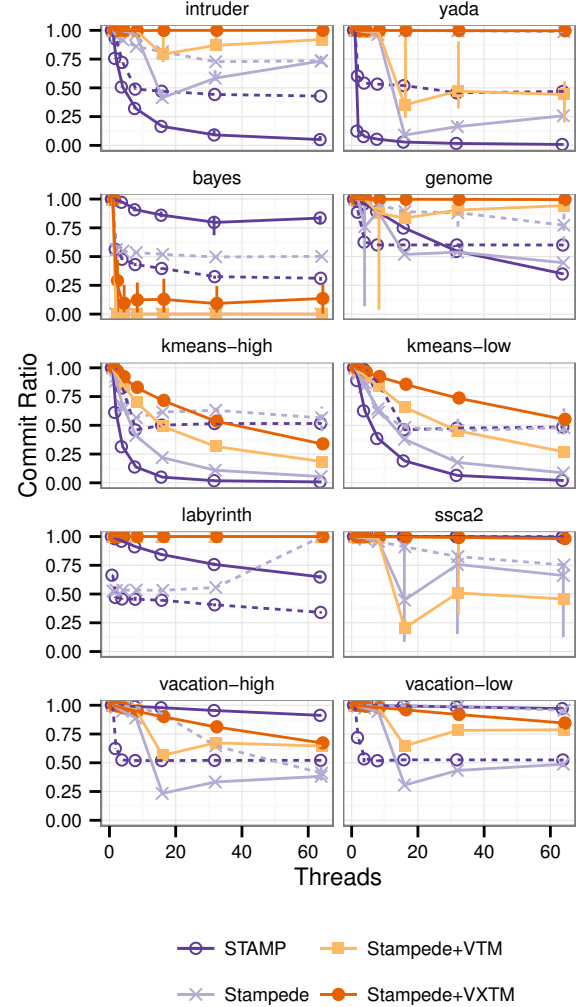 intruder yada
1.00
0.75
0.50
0.25
0.00
bayes genome
1.00
0.75
0.50
0.25
0.00
kmeans−high kmeans−low
1.00
0.75
0.50
0.25
0.00
Commit Ratio
labyrinth ssca2
1.00
0.75
0.50
0.25
0.00
vacation−high vacation−low
1.00
0.75
0.50
0.25
0.00
0 20 40 60 0 20 40 60
Threads
STAMP Stampede+VTM
Stampede Stampede+VXTM